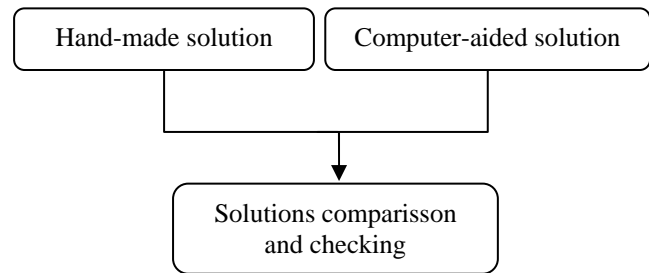 Hand-made solution
Computer-aided solution
Solutions comparisson
and checking